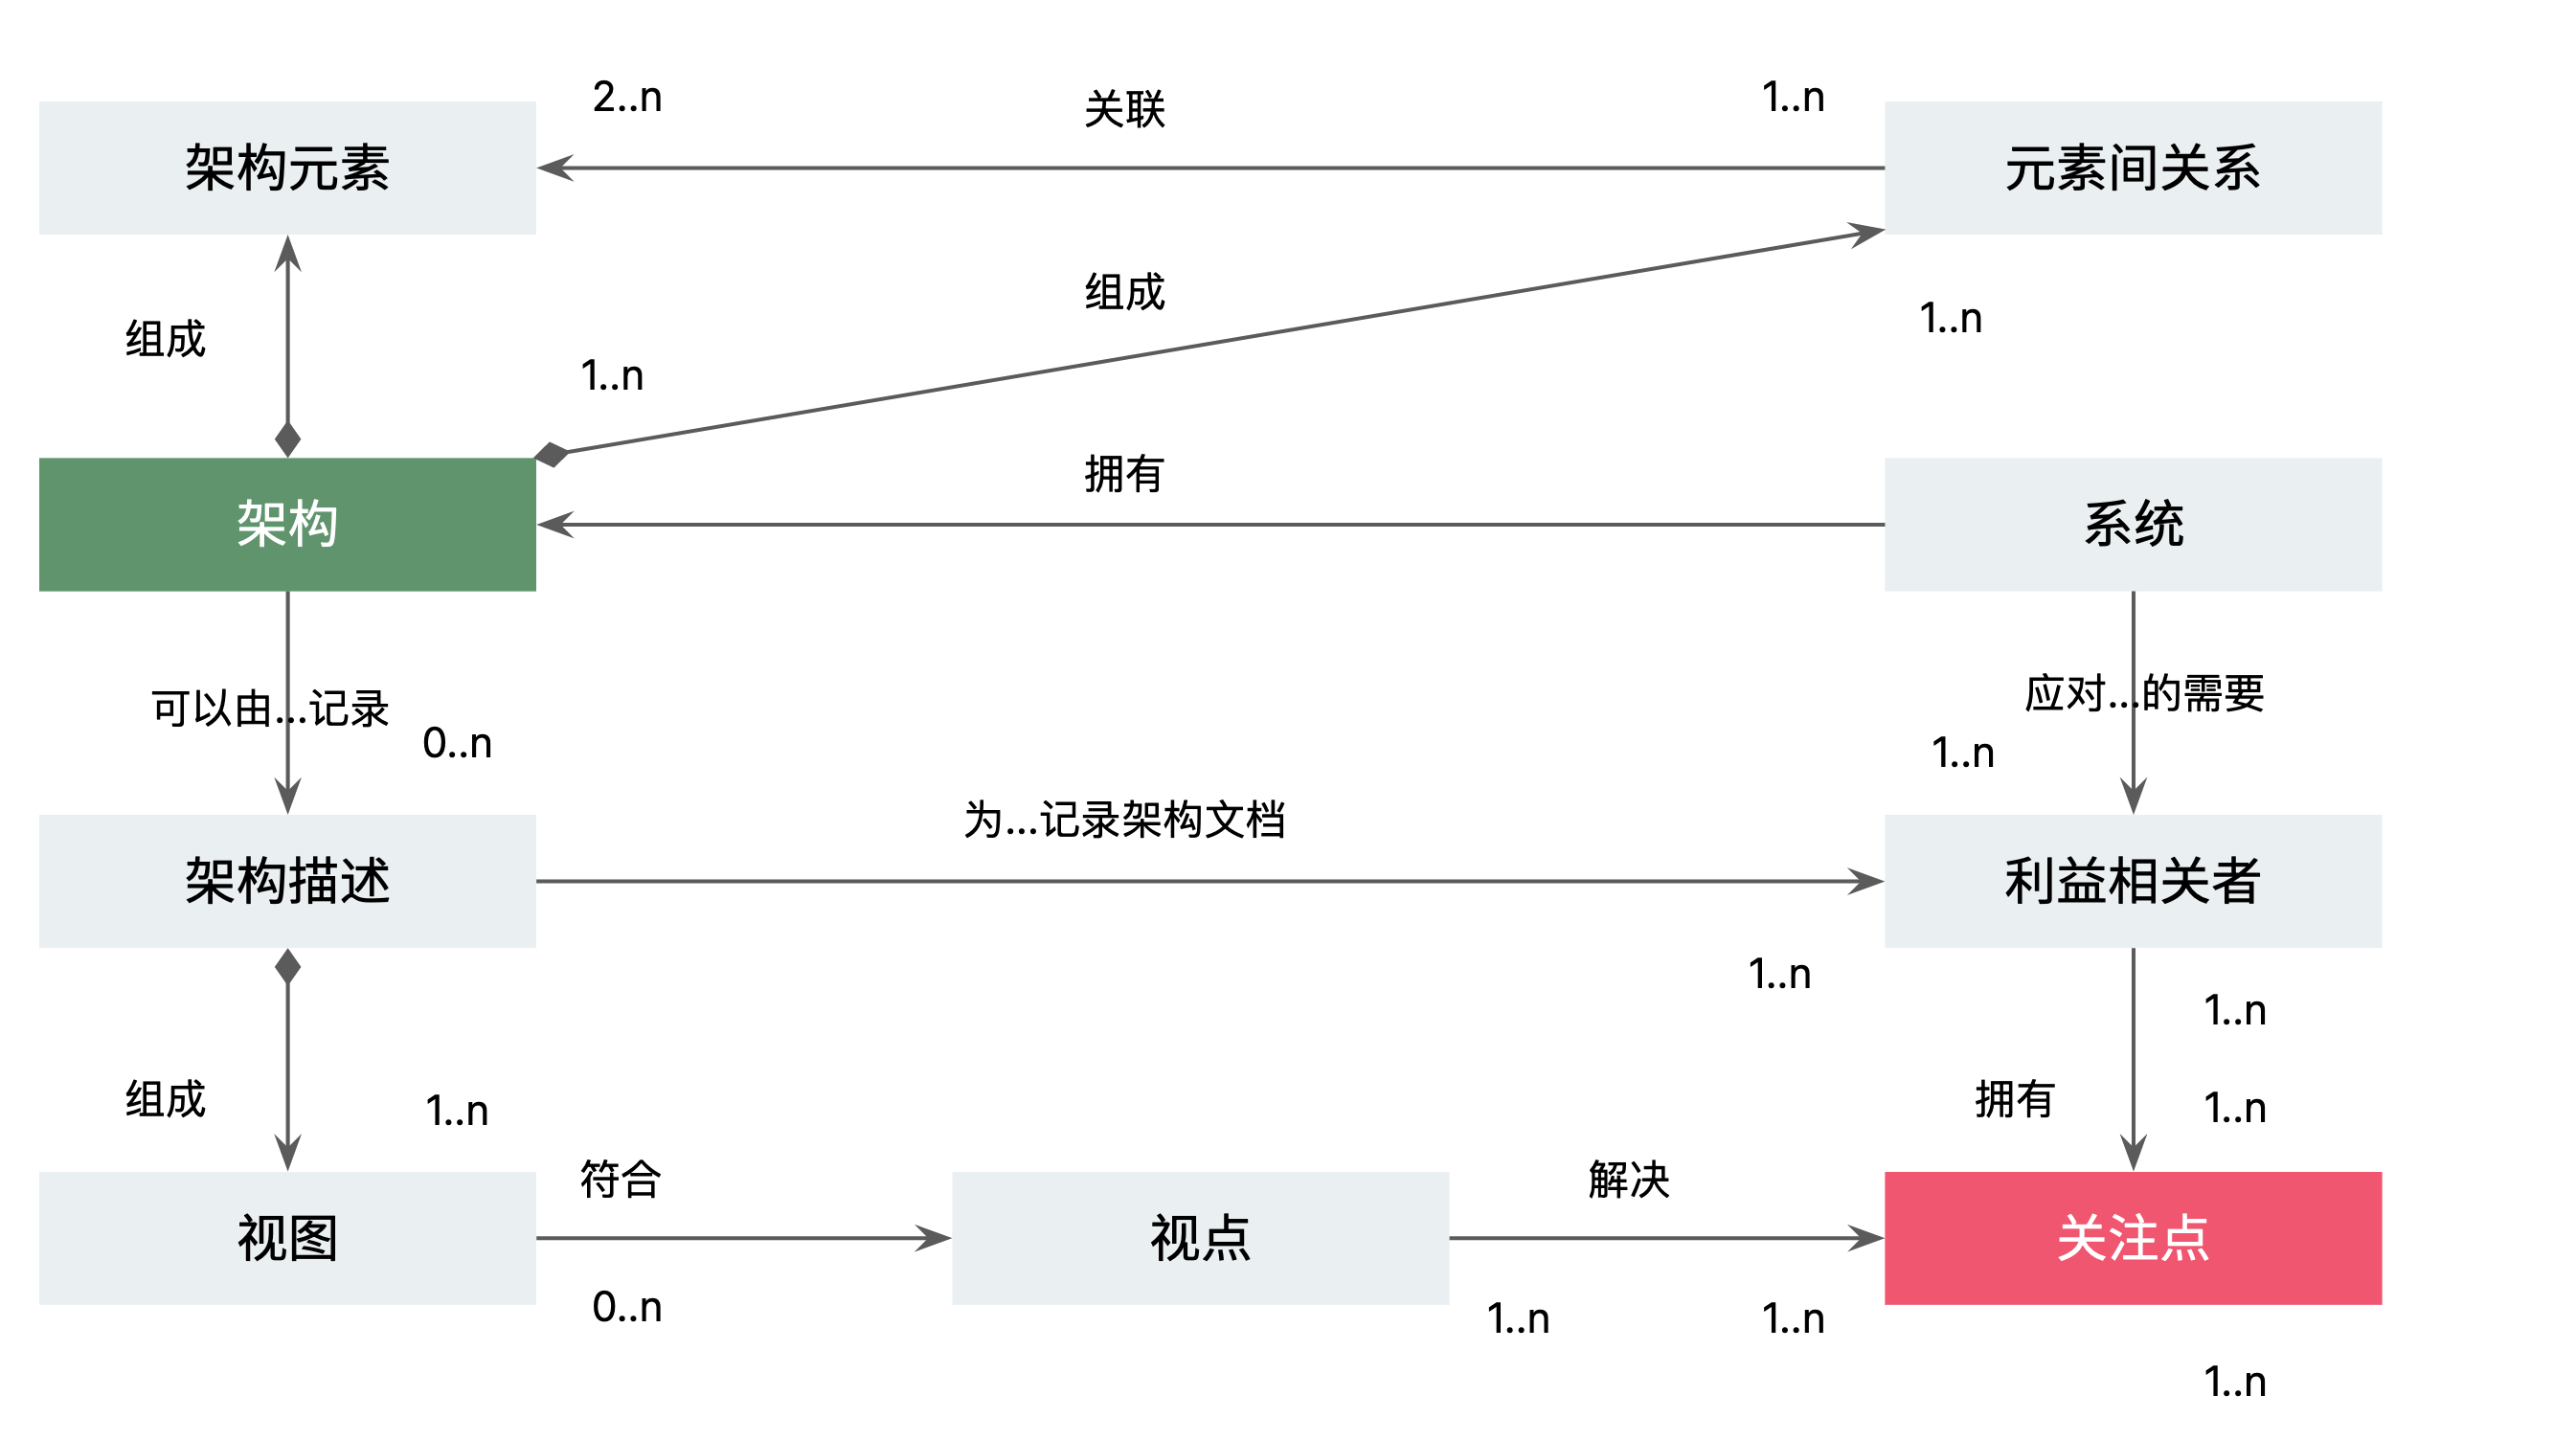 2..n
关联
1..n
架构元素
元素间关系
组成
组成
1..n
1..n
拥有
架构
系统
可以由...记录
0..n
应对...的需要
1..n
为...记录架构文档
架构描述
利益相关者
1..n
1..n
组成
1..n
拥有
1..n
符合
解决
视图
视点
关注点
0..n
1..n
1..n
1..n